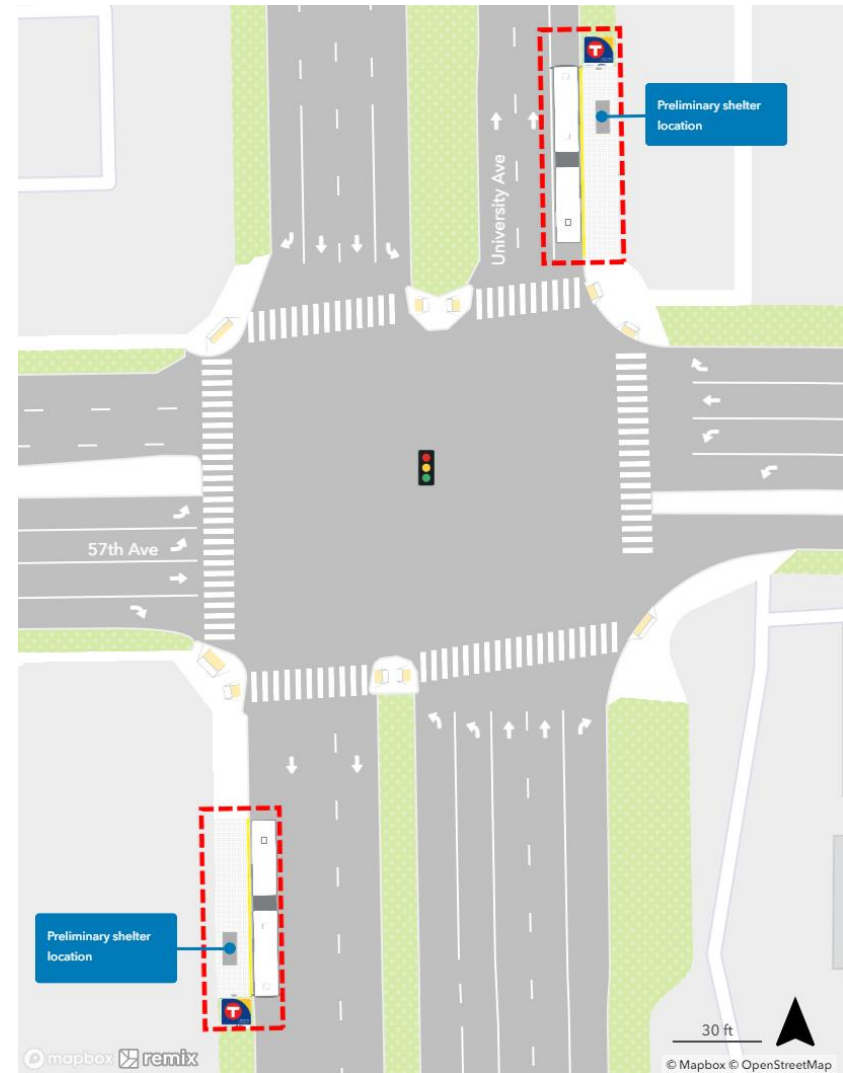 T
Preliminary shelter
location
University Ave
57th Ave
Preliminary shelter
location
T
30 ft
mapbox remix
© Mapbox © OpenStreetMap